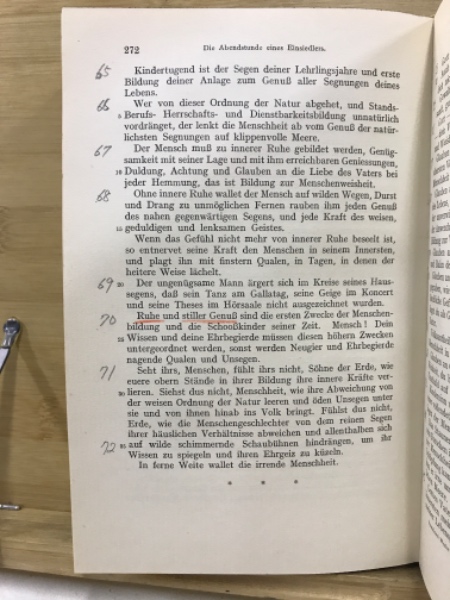 272 Die Abendstunde eines Einsiedlers.
65 Kindertugend ist der Segen deiner Lehrlingsjahre und erste
Bildung deiner Anlage zum Genuß aller Segnungen deines
Lebens.
66 Wer von dieser Ordnung der Natur abgehet, und Stands-
5 Berufs- Herrschafts- und Dienstbarkeitsbildung unnatürlich
vordränget, der lenkt die Menschheit ab vom Genuß der natür-
lichsten Segnungen auf klippenvolle Meere.
67 Der Mensch muß zu innerer Ruhe gebildet werden, Genüg-
samkeit mit seiner Lage und mit ihm erreichbaren Geniessungen,
10 Duldung, Achtung und Glauben an die Liebe des Vaters bei
jeder Hemnung, das ist Bildung zur Menschenweisheit.
68 Ohne innere Ruhe wallet der Mensch auf wilden Wegen, Durst
und Drang zu unmöglichen Fernen rauben ihm jeden Genuß
des nahen gegenwärtigen Segens, und jede Kraft des weisen,
15 geduldigen und lenksamen Geistes.
Wenn das Gefühl nicht mehr von innerer Ruhe beseelt ist,
so entnervet seine Kraft den Menschen in seinem Innersten,
und plagt ihn mit finstern Qualen, in Tagen, in denen der
heitere Weise lächelt.
69 20 Der ungenügsame Mann ärgert sich im Kreise seines Haus-
segens, daß sein Tanz am Gallatag, seine Geige im Konzert
und seine Theses im Hörsaale nicht ausgezeichnet wurden.
70 Ruhe und stiller Genuß sind die ersten Zwecke der Menschen-
bildung und die Schooßkinder seiner Zeit. Mensch! Dein
25 Wissen und deine Ehrbegierde müssen diesen höhern Zwecken
untergeordnet werden, sonst werden Neugier und Ehrbegierde
nagende Qualen und Unsegen.
71 Seht ihrs, Menschen, fühlt ihrs nicht, Söhne der Erde, wie
euere obern Stände in ihrer Bildung ihre innere Kräfte ver-
30 lieren. Siehst dus nicht, Menschheit, wie ihre Abweichung von
der weisen Ordnung der Natur leeren und öden Unsegen unter
sie und von ihnen hinab ins Volk bringt. Fühlst dus nicht,
Erde, wie die Menschengeschlechter von dem reinen Segen
ihrer häuslichen Verhältnisse abweichen und allenthalben sich
72 35 auf wilde schimmernde Schaubühnen hindrängen, um ihr
Wissen zu spiegeln und ihren Ehrgeiz zu küzeln.
In ferne Weite wallet die irrende Menschheit.
* * *